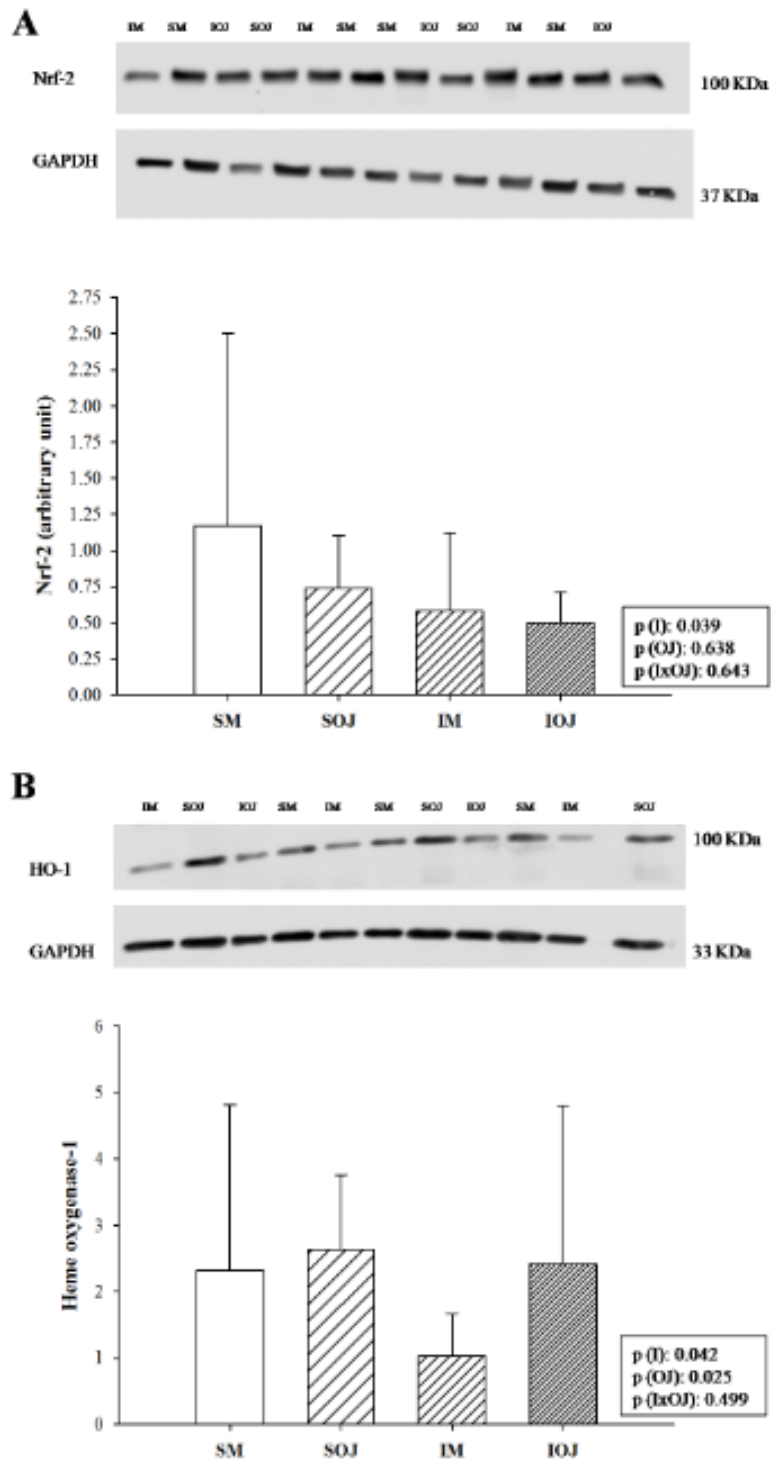 A
IM SM IOJ SOJ IM SM SM IOJ SOJ IM SM IOJ
Nrf-2
100 KDa
GAPDH
37 KDa
2.75
2.50
2.25
2.00
1.75
1.50
1.25
1.00
0.75
0.50
0.25
0.00
Nrf-2 (arbitrary unit)
p (I): 0.039
p (OJ): 0.638
p (IxOJ): 0.643
SM SOJ IM IOJ
B
IM SOJ IOJ SM IM SM SOJ IOJ SM IM SOJ
100 KDa
HO-1
GAPDH
33 KDa
6
5
4
3
2
1
0
Heme oxygenase-1
p (I): 0.042
p (OJ): 0.025
p (IxOJ): 0.499
SM SOJ IM IOJ